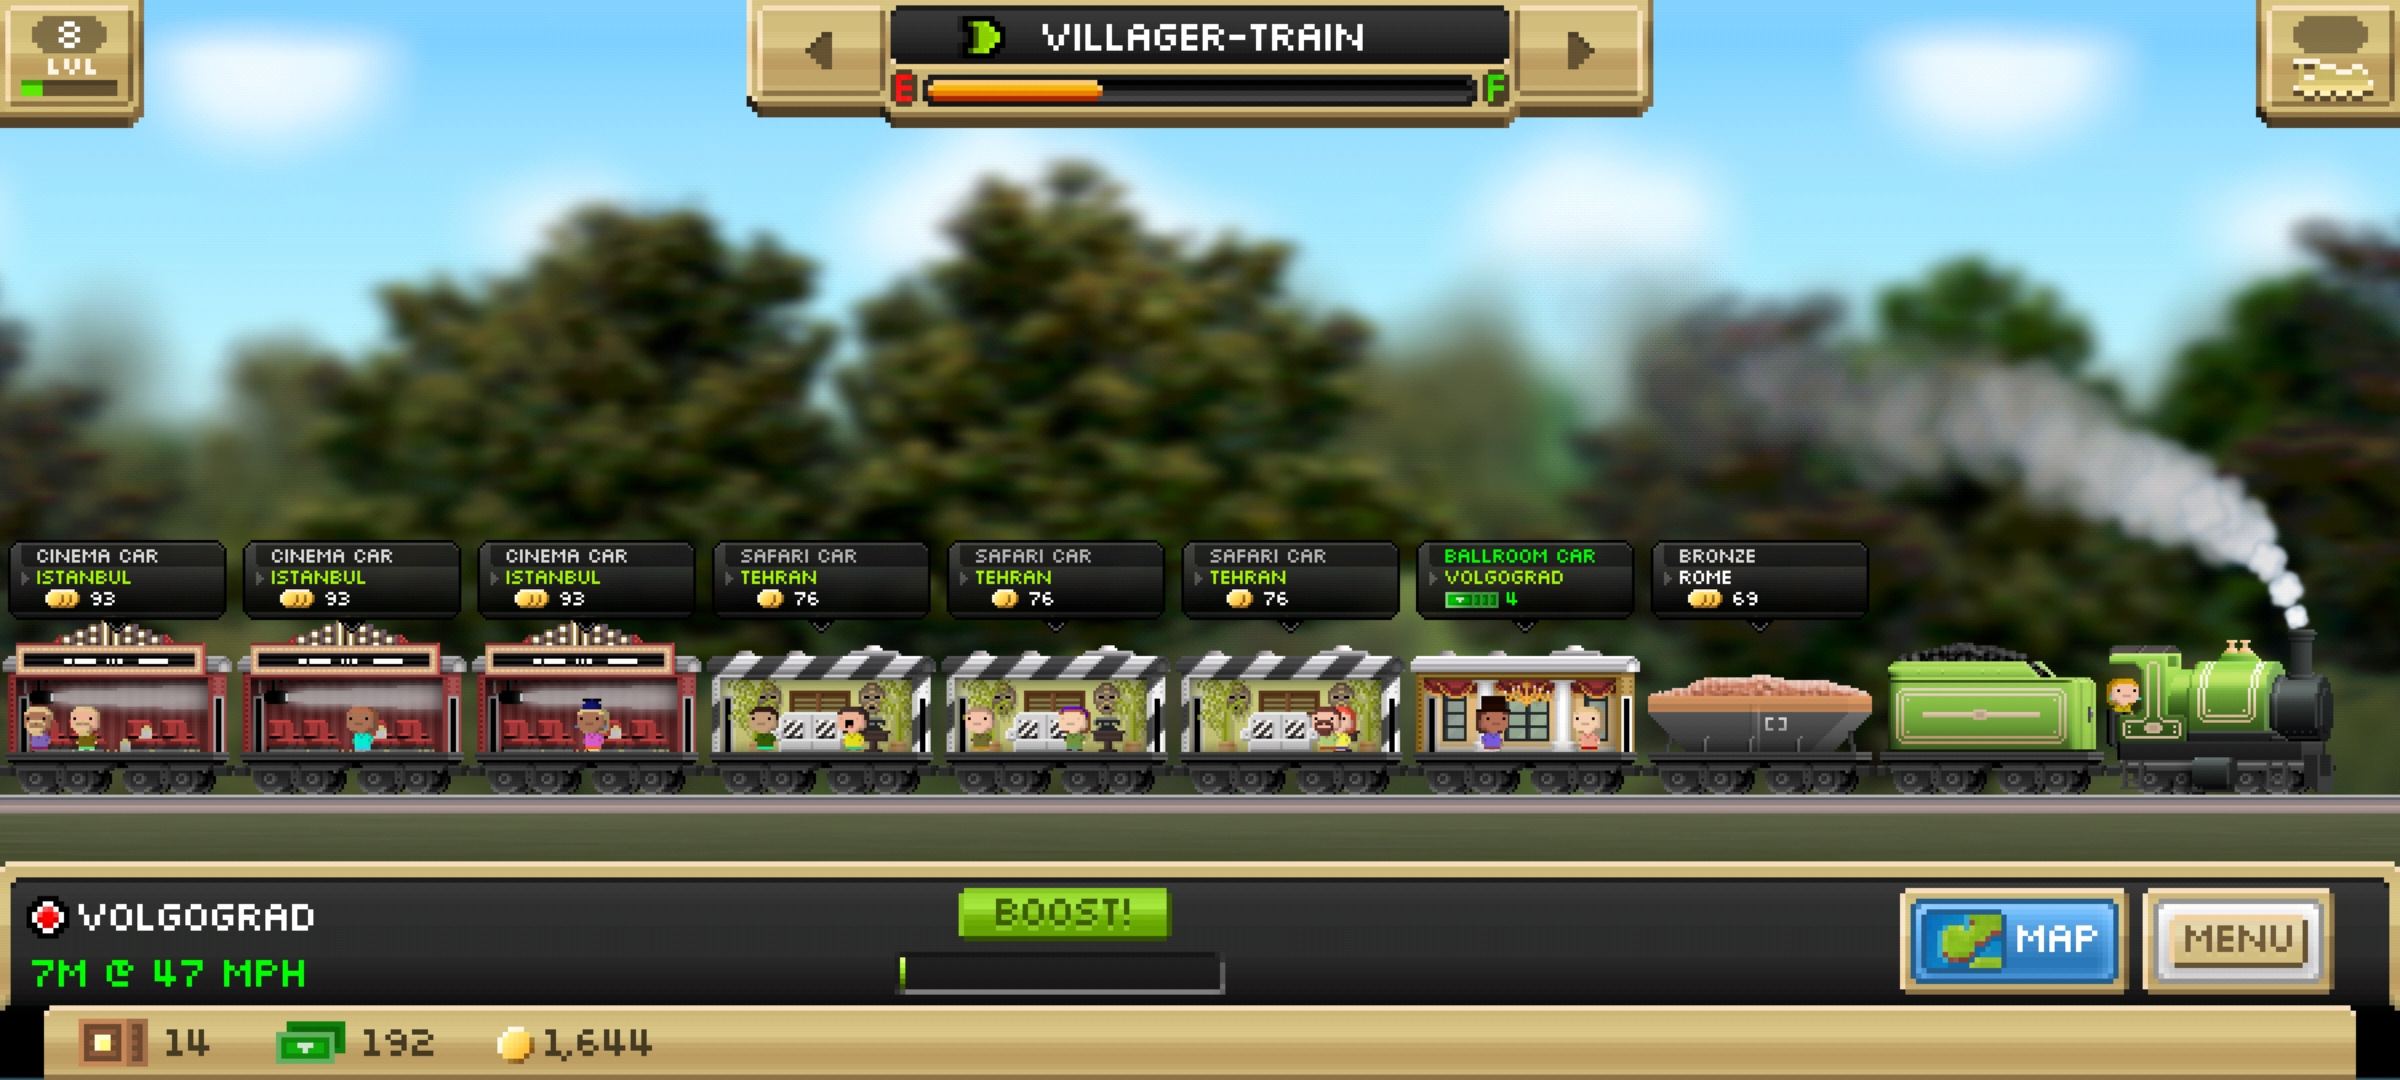 8
LVL
VILLAGER-TRAIN
E F
CINEMA CAR
ISTANBUL
93
CINEMA CAR
ISTANBUL
93
CINEMA CAR
ISTANBUL
93
SAFARI CAR
TEHRAN
76
SAFARI CAR
TEHRAN
76
SAFARI CAR
TEHRAN
76
BALLROOM CAR
VOLGOGRAD
4
BRONZE
ROME
69
VOLGOGRAD
7M @ 47 MPH
BOOST!
MAP
MENU
14
192
1,644